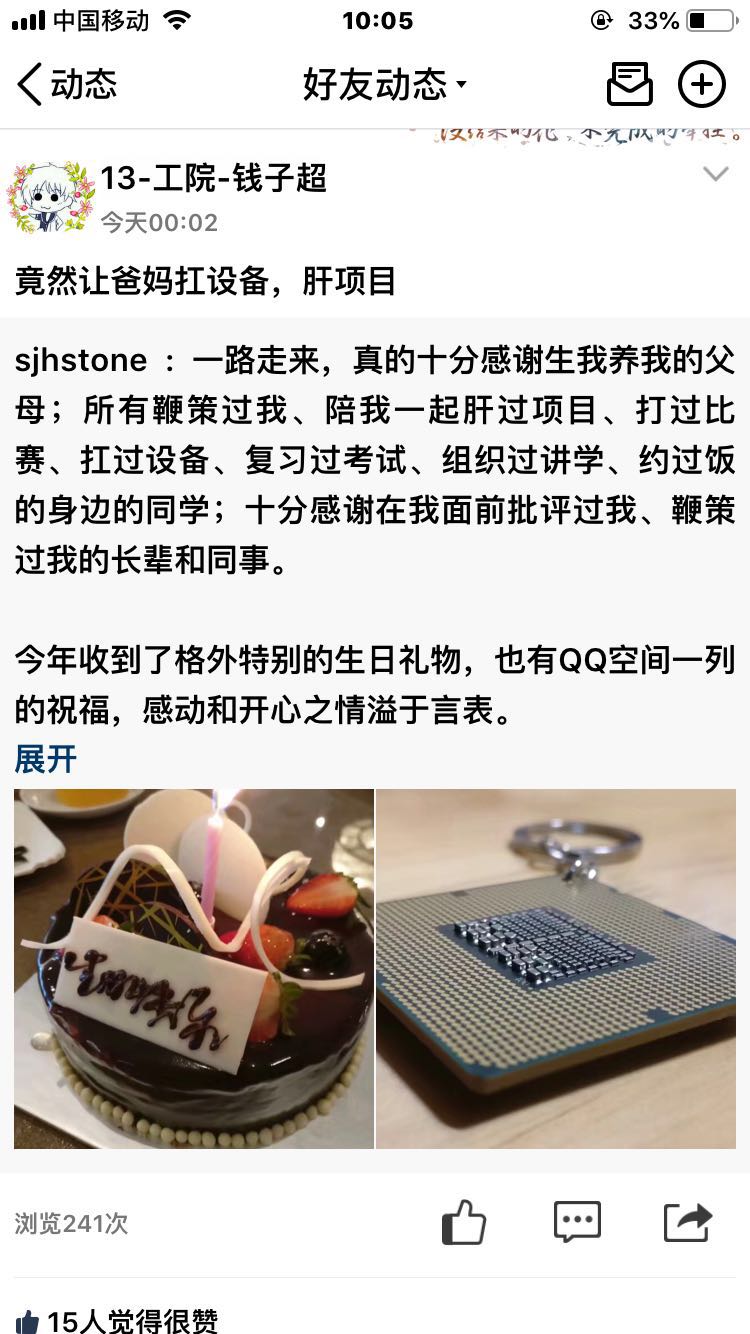 中国移动 10:05 33%
动态 好友动态
13-工院-钱子超
今天00:02
竟然让爸妈扛设备，肝项目
sjhstone ： 一路走来，真的十分感谢生我养我的父
母；所有鞭策过我、陪我一起肝过项目、打过比
赛、扛过设备、复习过考试、组织过讲学、约过饭
的身边的同学；十分感谢在我面前批评过我、鞭策
过我的长辈和同事。
今年收到了格外特别的生日礼物，也有QQ空间一列
的祝福，感动和开心之情溢于言表。
展开
生日快乐
浏览241次
15人觉得很赞